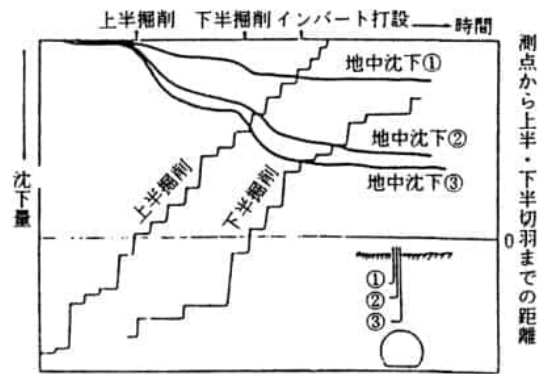 上半掘削 下半掘削 インバート打設 時間
地中沈下①
地中沈下②
地中沈下③
沈下量
上半掘削
下半掘削
0
①
②
③
測点から上半・下半切羽までの距離